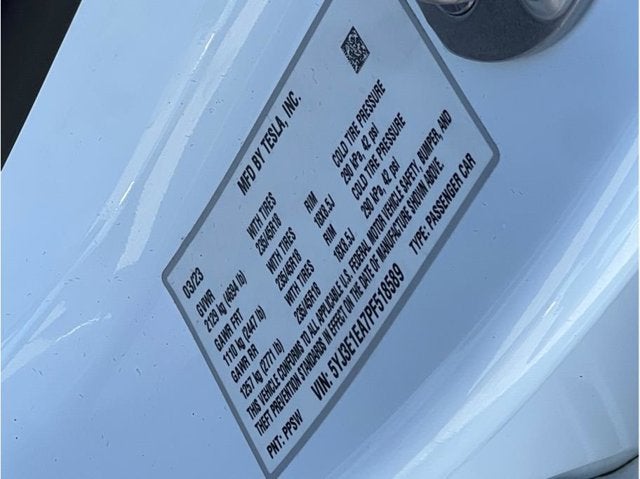 MFD BY TESLA, INC.
03/23
GVWR
2129 kg (4694 lb)
GAWR FRT WITH TIRES RIM COLD TIRE PRESSURE
1110 kg (2447 lb) 235/45R18 18X8.5J 290 kPa, 42 psi
GAWR RR WITH TIRES RIM COLD TIRE PRESSURE
1257 kg (2771 lb) 235/45R18 18X8.5J 290 kPa, 42 psi
THIS VEHICLE CONFORMS TO ALL APPLICABLE U.S. FEDERAL MOTOR VEHICLE SAFETY, BUMPER, AND
THEFT PREVENTION STANDARDS IN EFFECT ON THE DATE OF MANUFACTURE SHOWN ABOVE.
VIN: 5YJ3E1EA7PF518589 TYPE: PASSENGER CAR
PNT: PPSW